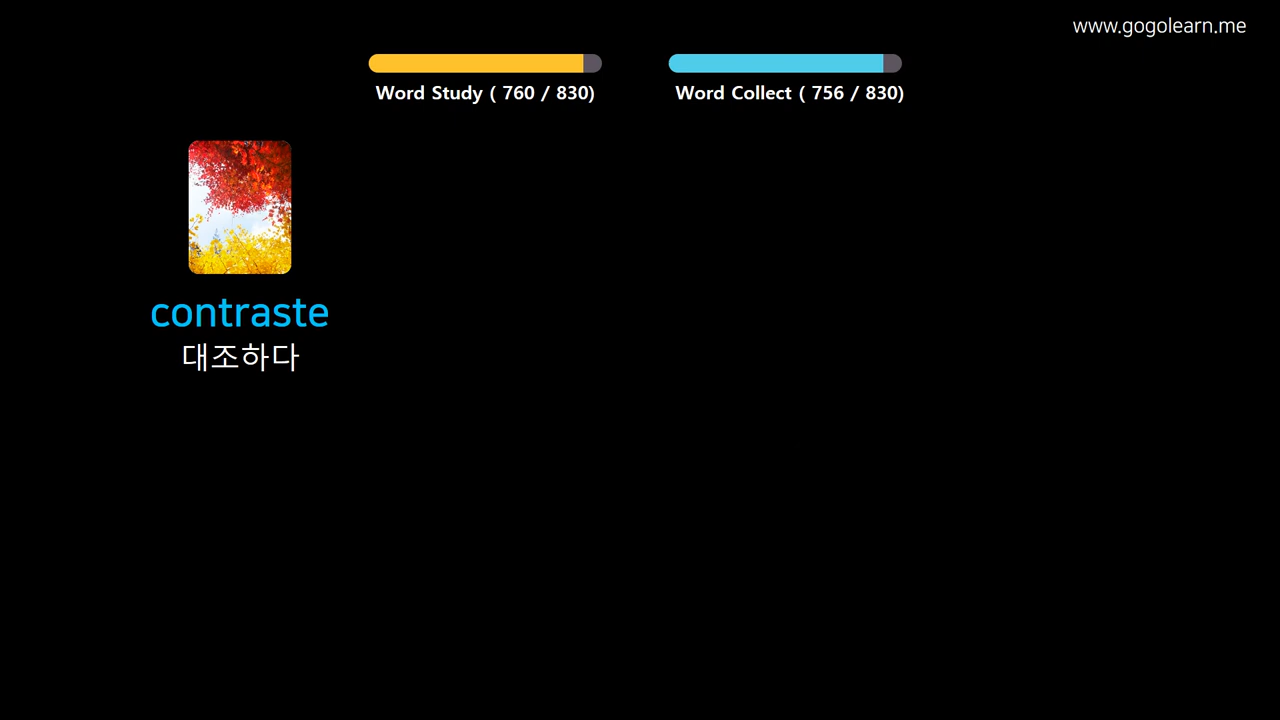 www.gogolearn.me
Word Study ( 760 / 830)
Word Collect ( 756 / 830)
contraste
대조하다